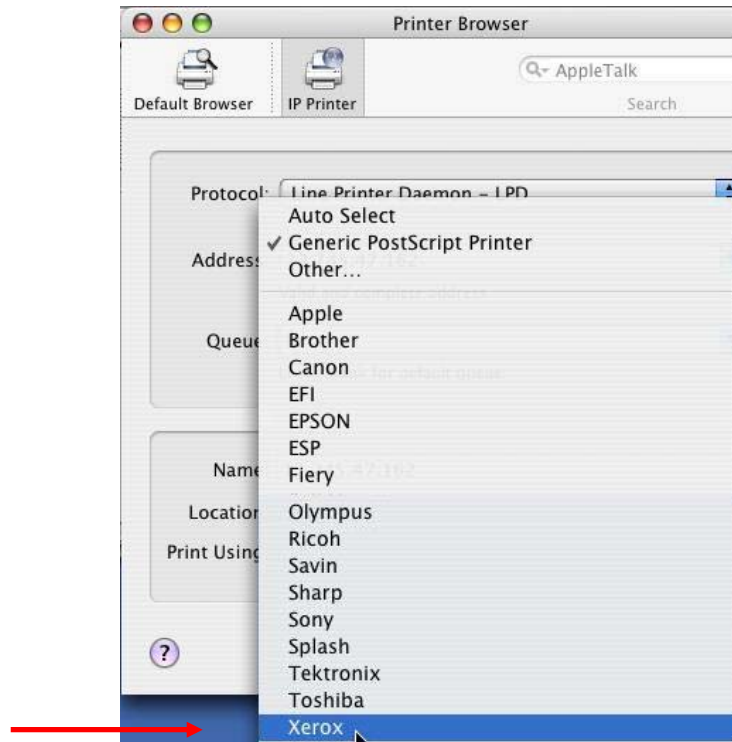 Printer Browser
Default Browser
IP Printer
AppleTalk
Search
Protocol: Line Printer Daemon – LPD
Auto Select
✓ Generic PostScript Printer
Address
Other...
Apple
Queue
Brother
Canon
EFI
EPSON
ESP
Name
Fiery
Location
Olympus
Ricoh
Print Using
Savin
Sharp
Sony
?
Splash
Tektronix
Toshiba
Xerox